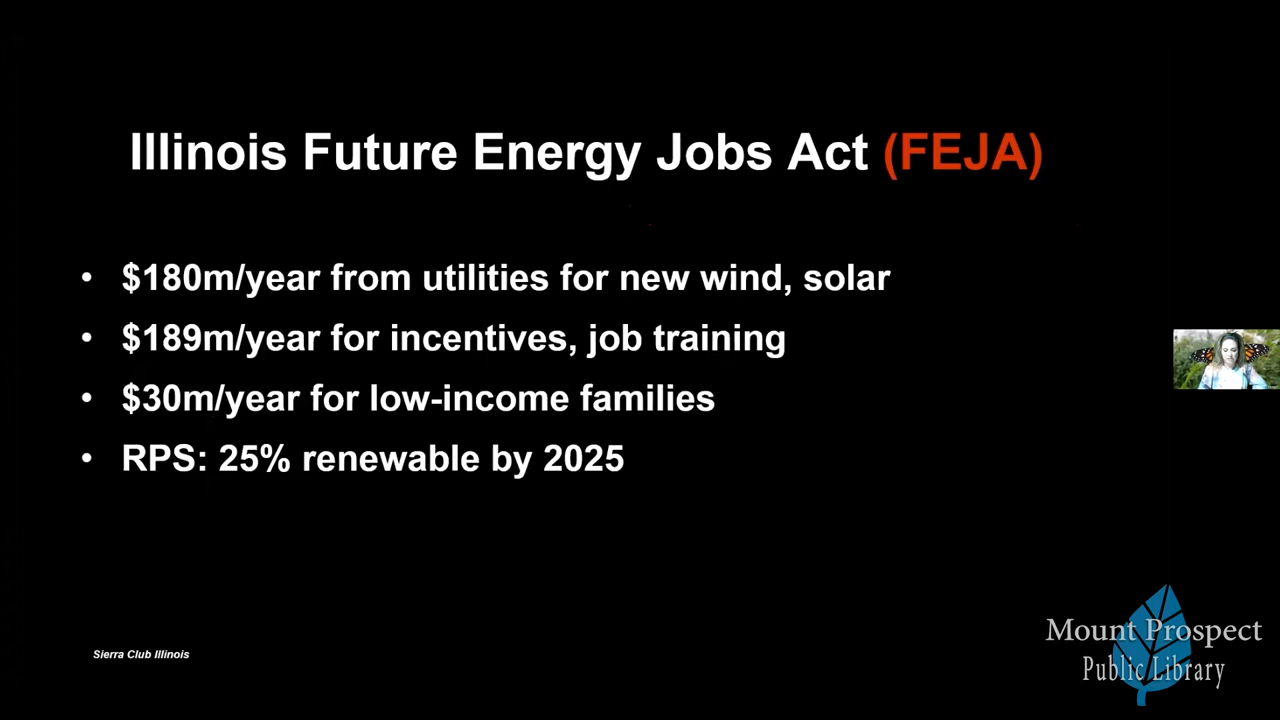 Illinois Future Energy Jobs Act (FEJA)
• $180m/year from utilities for new wind, solar
• $189m/year for incentives, job training
• $30m/year for low-income families
• RPS: 25% renewable by 2025
Sierra Club Illinois
Mount Prospect
Public Library